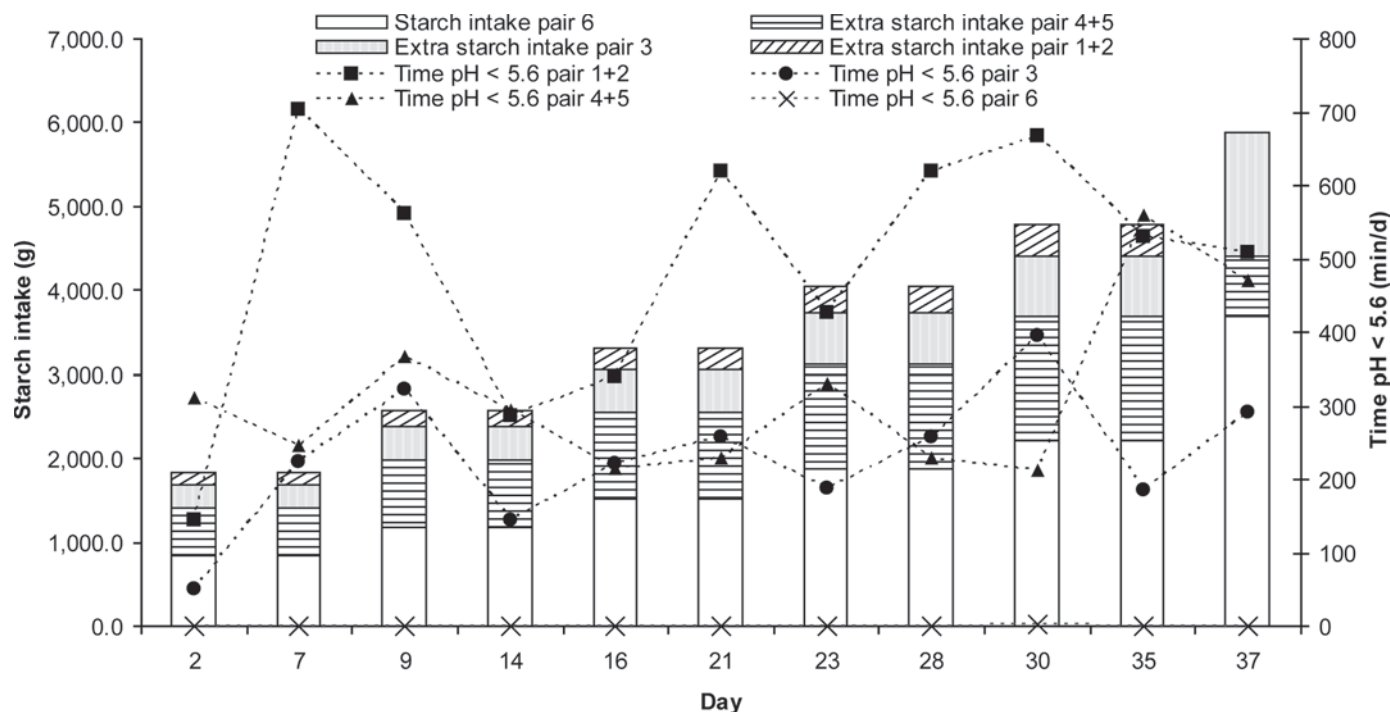 Starch intake pair 6
Extra starch intake pair 4+5
Extra starch intake pair 3
Extra starch intake pair 1+2
Time pH < 5.6 pair 1+2
Time pH < 5.6 pair 3
Time pH < 5.6 pair 4+5
Time pH < 5.6 pair 6
Starch intake (g)
7,000.0
6,000.0
5,000.0
4,000.0
3,000.0
2,000.0
1,000.0
0.0
800
700
600
500
400
300
200
100
0
Time pH < 5.6 (min/d)
2 7 9 14 16 21 23 28 30 35 37
Day